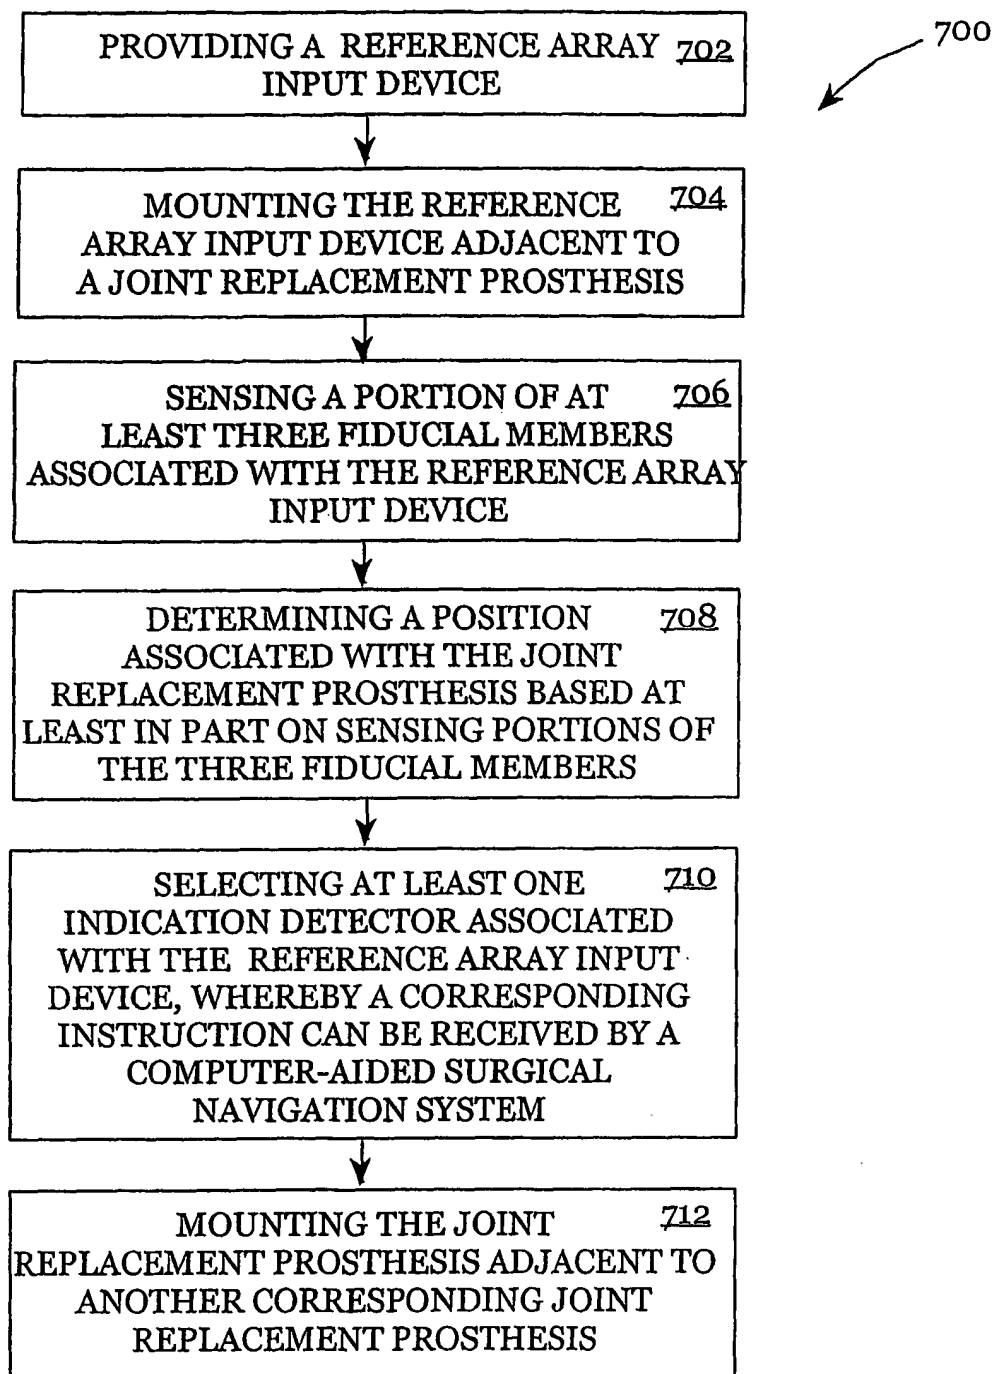 700
PROVIDING A REFERENCE ARRAY 702
INPUT DEVICE
704
MOUNTING THE REFERENCE
ARRAY INPUT DEVICE ADJACENT TO
A JOINT REPLACEMENT PROSTHESIS
SENSING A PORTION OF AT 706
LEAST THREE FIDUCIAL MEMBERS
ASSOCIATED WITH THE REFERENCE ARRAY
INPUT DEVICE
DETERMINING A POSITION 708
ASSOCIATED WITH THE JOINT
REPLACEMENT PROSTHESIS BASED AT
LEAST IN PART ON SENSING PORTIONS OF
THE THREE FIDUCIAL MEMBERS
SELECTING AT LEAST ONE 710
INDICATION DETECTOR ASSOCIATED
WITH THE REFERENCE ARRAY INPUT
DEVICE, WHEREBY A CORRESPONDING
INSTRUCTION CAN BE RECEIVED BY A
COMPUTER-AIDED SURGICAL
NAVIGATION SYSTEM
MOUNTING THE JOINT 712
REPLACEMENT PROSTHESIS ADJACENT TO
ANOTHER CORRESPONDING JOINT
REPLACEMENT PROSTHESIS